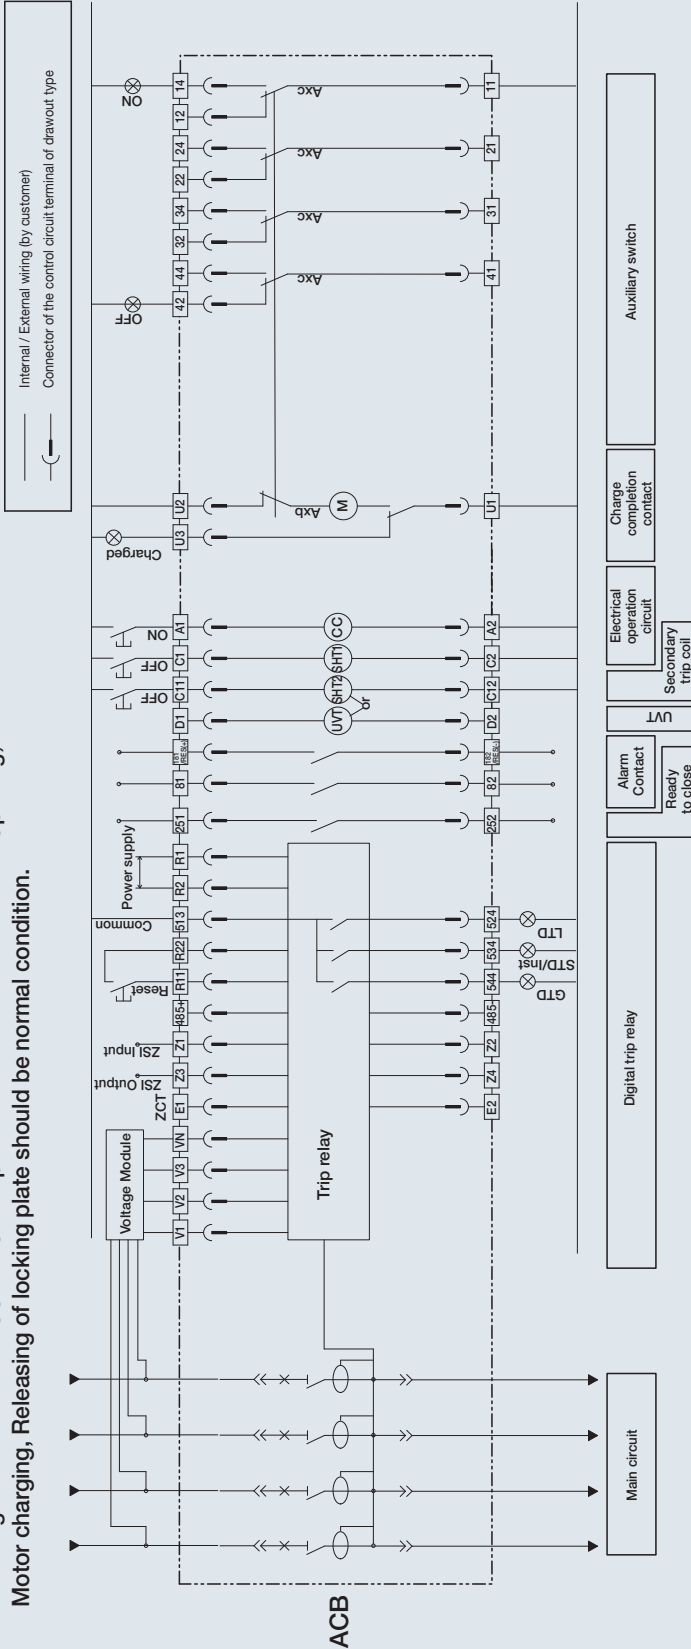 Motor charging, Releasing of locking plate should be normal condition.
Internal / External wiring (by customer)
Connector of the control circuit terminal of drawout type
ACB
Voltage Module
ZCT
ZSI Output
ZSI Input
Reset
Common
Power supply
OFF
OFF
ON
Charged
OFF
ON
V1
V2
V3
VN
E1
Z3
Z1
485+
R11
R22
513
R2
R1
251
81
181
/RES(+)
D1
C11
C1
A1
U3
U2
42
44
32
34
22
24
12
14
Trip relay
UVT
SHT2
or
SHT1
CC
M
Axb
Axc
Axc
Axc
Axc
E2
Z4
Z2
485-
544
534
524
252
82
182
/RES(-)
D2
C12
C2
A2
U1
41
31
21
11
GTD
STD/Inst
LTD
Main circuit
Digital trip relay
Ready
to close
Alarm
Contact
UVT
Secondary
trip coil
Electrical
operation
circuit
Charge
completion
contact
Auxiliary switch